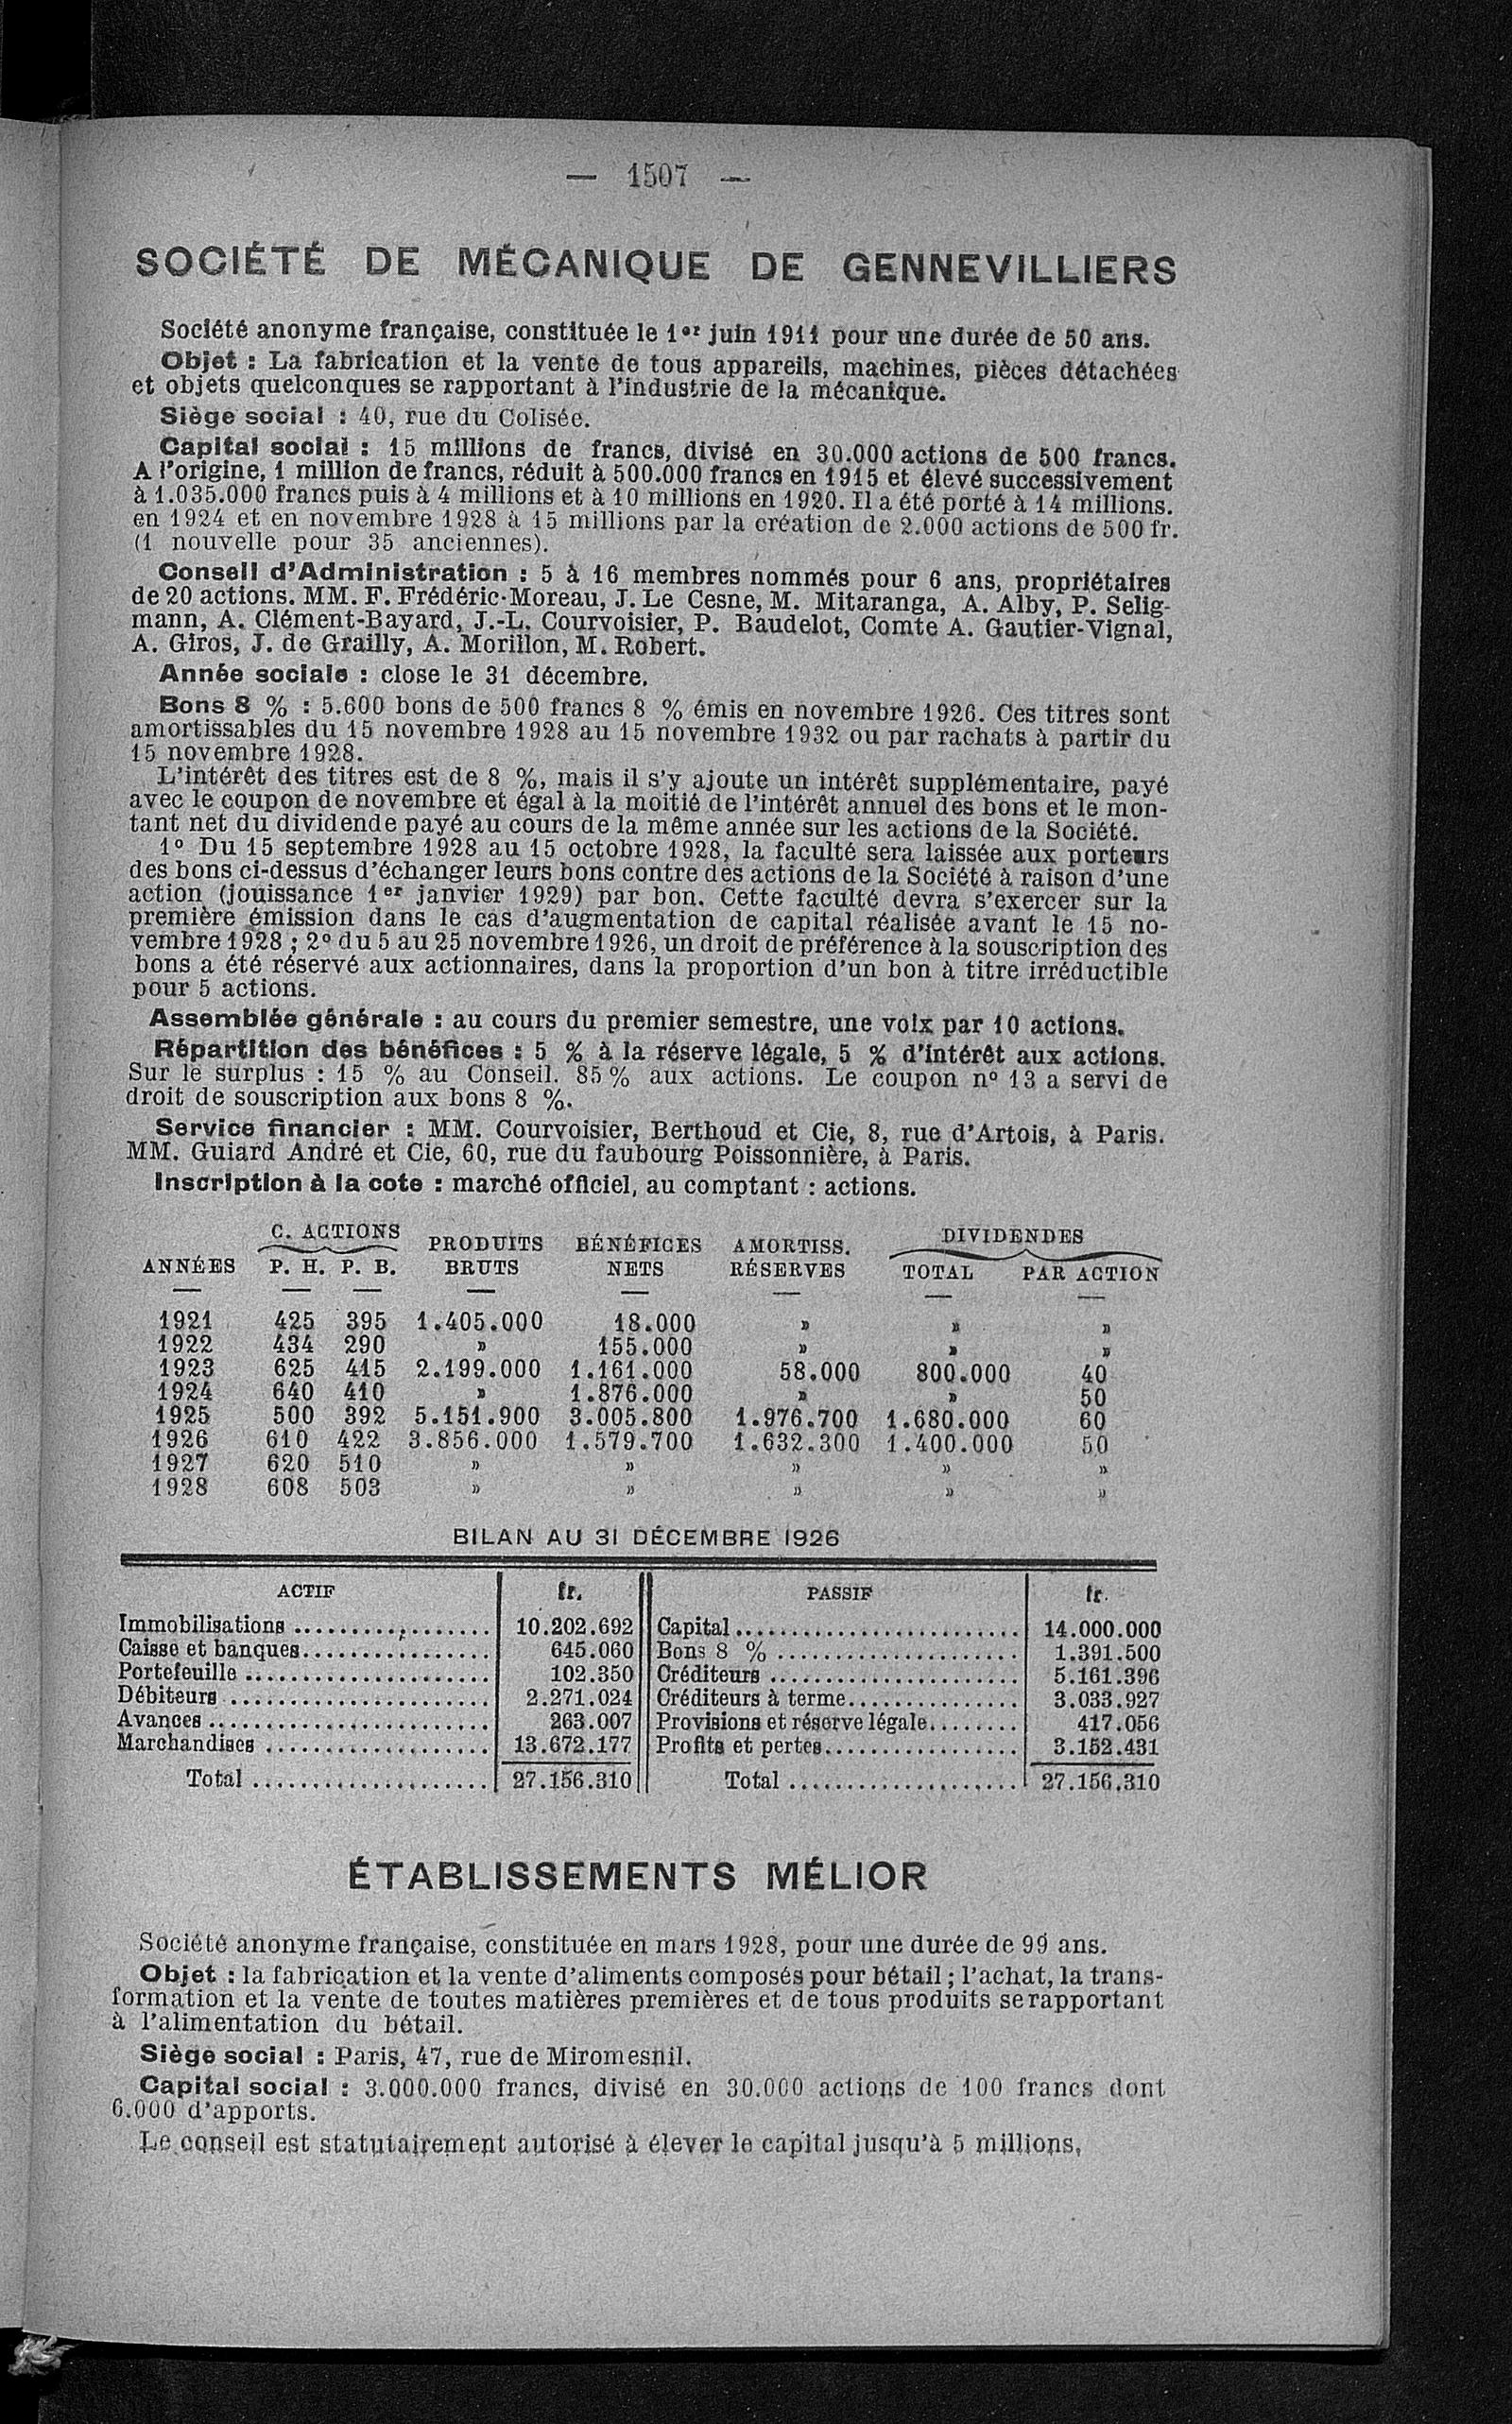 — 1507 —
SOCIÉTÉ DE MÉCANIQUE DE GENNEVILLIERS
Société anonyme française, constituée le 1er juin 1911 pour une durée de 50 ans.
Objet : La fabrication et la vente de tous appareils, machines, pièces détachées
et objets quelconques se rapportant à l'industrie de la mécanique.
Siège social : 40, rue du Colisée.
Capital social : 15 millions de francs, divisé en 30.000 actions de 500 francs.
A l'origine, 1 million de francs, réduit à 500.000 francs en 1915 et élevé successivement
à 1.035.000 francs puis à 4 millions et à 10 millions en 1920. Il a été porté à 14 millions.
en 1924 et en novembre 1928 à 15 millions par la création de 2.000 actions de 500 fr.
(1 nouvelle pour 35 anciennes).
Conseil d'Administration : 5 à 16 membres nommés pour 6 ans, propriétaires
de 20 actions. MM. F. Frédéric-Moreau, J. Le Cesne, M. Mitaranga, A. Alby, P. Selig-
mann, A. Clément-Bayard, J.-L. Courvoisier, P. Baudelot, Comte A. Gautier-Vignal,
A. Giros, J. de Grailly, A. Morillon, M. Robert.
Année sociale : close le 31 décembre.
Bons 8 % : 5.600 bons de 500 francs 8 % émis en novembre 1926. Ces titres sont
amortissables du 15 novembre 1928 au 15 novembre 1932 ou par rachats à partir du
15 novembre 1928.
L'intérêt des titres est de 8 %, mais il s'y ajoute un intérêt supplémentaire, payé
avec le coupon de novembre et égal à la moitié de l'intérêt annuel des bons et le mon-
tant net du dividende payé au cours de la même année sur les actions de la Société.
1° Du 15 septembre 1928 au 15 octobre 1928, la faculté sera laissée aux porteurs
des bons ci-dessus d'échanger leurs bons contre des actions de la Société à raison d'une
action (jouissance 1er janvier 1929) par bon. Cette faculté devra s'exercer sur la
première émission dans le cas d'augmentation de capital réalisée avant le 15 no-
vembre 1928 ; 2° du 5 au 25 novembre 1926, un droit de préférence à la souscription des
bons a été réservé aux actionnaires, dans la proportion d'un bon à titre irréductible
pour 5 actions.
Assemblée générale : au cours du premier semestre, une voix par 10 actions.
Répartition des bénéfices : 5 % à la réserve légale, 5 % d'intérêt aux actions.
Sur le surplus : 15 % au Conseil. 85 % aux actions. Le coupon n° 13 a servi de
droit de souscription aux bons 8 %.
Service financier : MM. Courvoisier, Berthoud et Cie, 8, rue d'Artois, à Paris.
MM. Guiard André et Cie, 60, rue du faubourg Poissonnière, à Paris.
Inscription à la cote : marché officiel, au comptant : actions.
C. ACTIONS PRODUITS BÉNÉFICES AMORTISS. DIVIDENDES
ANNÉES P. H. P. B. BRUTS NETS RÉSERVES TOTAL PAR ACTION
1921 425 395 1.405.000 18.000 » » »
1922 434 290 » 155.000 » » »
1923 625 415 2.199.000 1.161.000 58.000 800.000 40
1924 640 410 » 1.876.000 » » 50
1925 500 392 5.151.900 3.005.800 1.976.700 1.680.000 60
1926 610 422 3.856.000 1.579.700 1.632.300 1.400.000 50
1927 620 510 » » » » »
1928 608 503 » » » » »
BILAN AU 31 DÉCEMBRE 1926
ACTIF fr. PASSIF fr.
Immobilisations .................. 10.202.692 Capital .......................... 14.000.000
Caisse et banques................. 645.060 Bons 8 % ...................... 1.391.500
Portefeuille ...................... 102.350 Créditeurs ....................... 5.161.396
Débiteurs ........................ 2.271.024 Créditeurs à terme................ 3.033.927
Avances .......................... 263.007 Provisions et réserve légale........ 417.056
Marchandises .................... 13.672.177 Profits et pertes.................. 3.152.431
Total .................... 27.156.310 Total .................... 27.156.310
ÉTABLISSEMENTS MÉLIOR
Société anonyme française, constituée en mars 1928, pour une durée de 99 ans.
Objet : la fabrication et la vente d'aliments composés pour bétail ; l'achat, la trans-
formation et la vente de toutes matières premières et de tous produits se rapportant
à l'alimentation du bétail.
Siège social : Paris, 47, rue de Miromesnil.
Capital social : 3.000.000 francs, divisé en 30.000 actions de 100 francs dont
6.000 d'apports.
Le conseil est statutairement autorisé à élever le capital jusqu'à 5 millions,